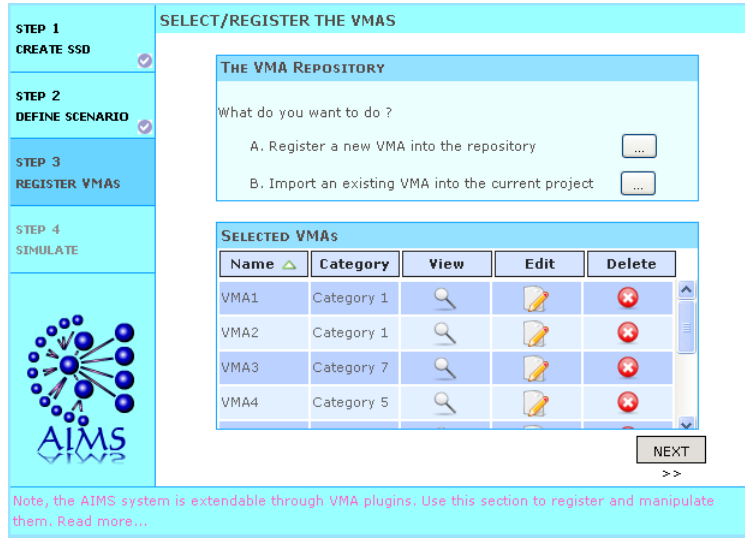 STEP 1
CREATE SSD
STEP 2
DEFINE SCENARIO
STEP 3
REGISTER VMAS
STEP 4
SIMULATE
AIMS
SELECT/REGISTER THE VMAS
THE VMA REPOSITORY
What do you want to do ?
A. Register a new VMA into the repository
...
B. Import an existing VMA into the current project
...
SELECTED VMAS
Name Category View Edit Delete
VMA1 Category 1
VMA2 Category 1
VMA3 Category 7
VMA4 Category 5
NEXT
>>
Note, the AIMS system is extendable through VMA plugins. Use this section to register and manipulate
them. Read more...